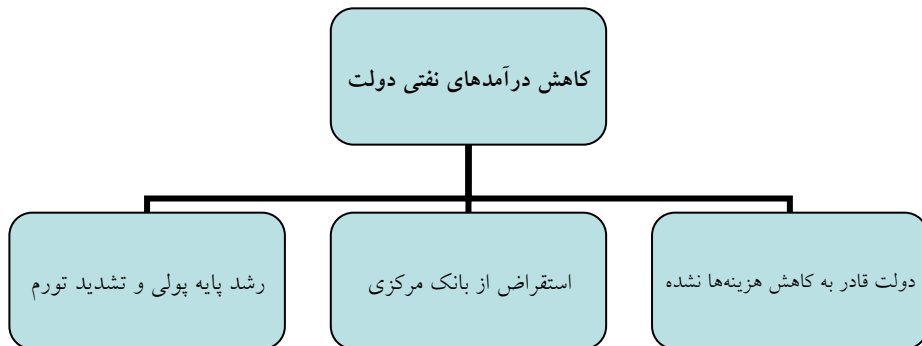 کاهش درآمدهای نفتی دولت
دولت قادر به کاهش هزینه‌ها نشده
استقراض از بانک مرکزی
رشد پایه پولی و تشدید تورم